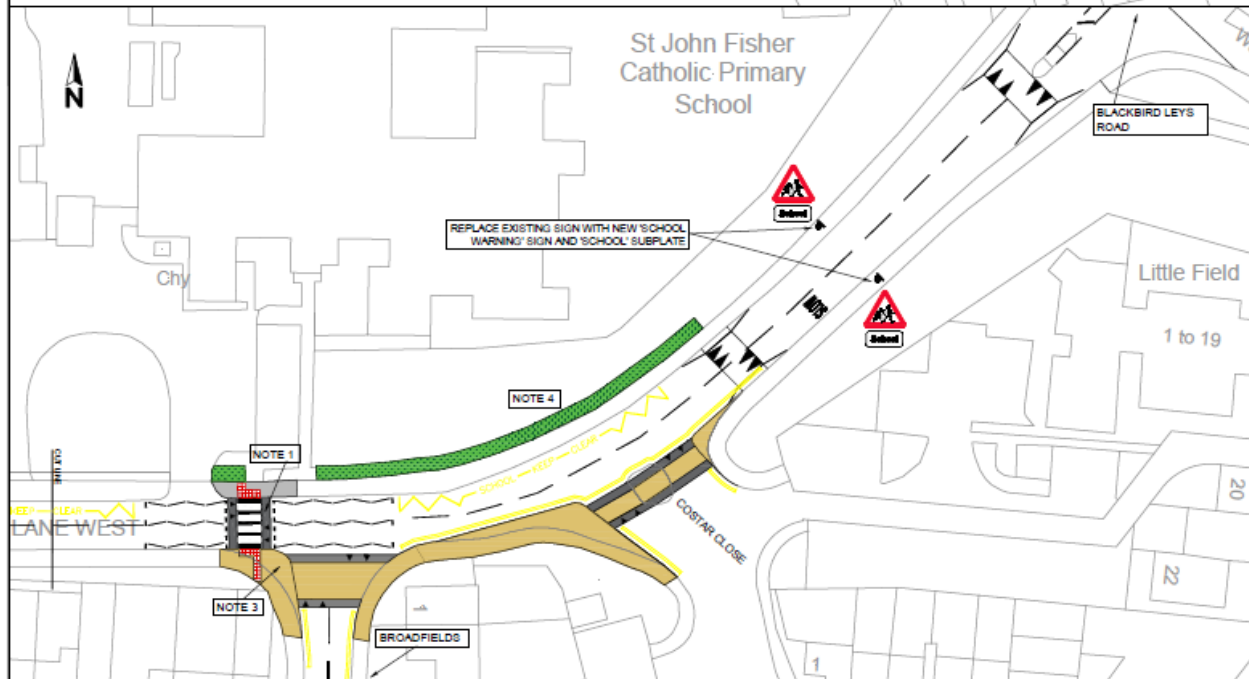 N
St John Fisher
Catholic Primary
School
BLACKBIRD LEYS
ROAD
School
REPLACE EXISTING SIGN WITH NEW 'SCHOOL
WARNING' SIGN AND 'SCHOOL' SUBPLATE
Chy
Little Field
1 to 19
School
NOTE 4
NOTE 1
CUT LINE
SCHOOL KEEP CLEAR
20
KEEP CLEAR
LANE WEST
COSTAR CLOSE
22
NOTE 3
BROADFIELDS
1